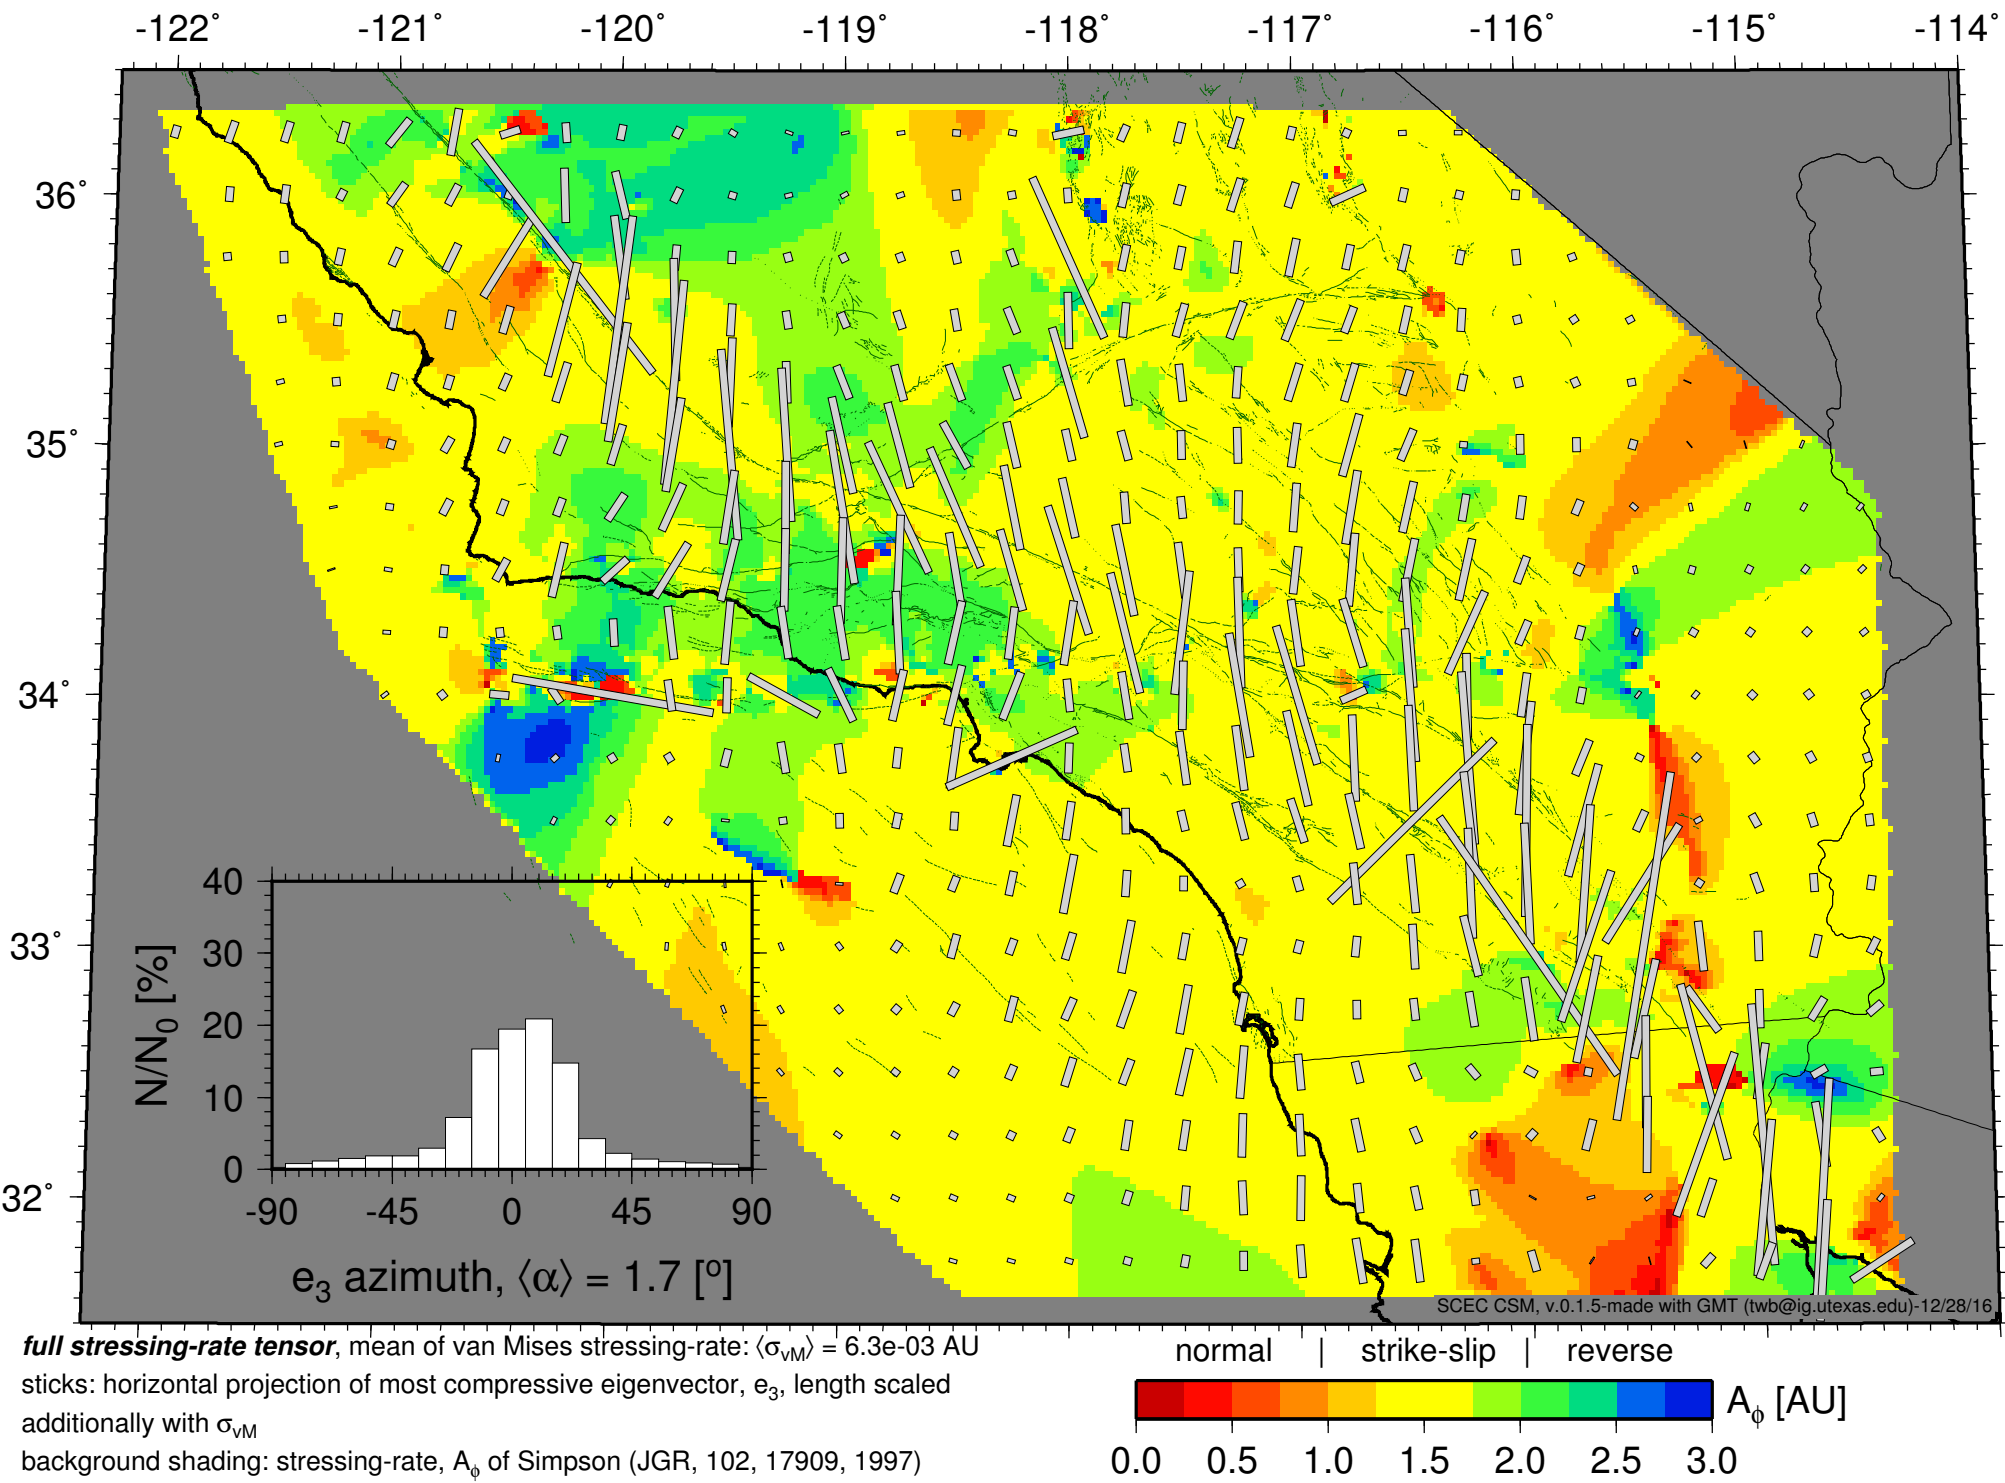 -122° -121° -120° -119° -118° -117° -116° -115° -114°
36°
35°
34°
33°
32°
40
30
20
10
0
N/N0 [%]
-90 -45 0 45 90
e3 azimuth, ⟨α⟩ = 1.7 [º]
SCEC CSM, v.0.1.5-made with GMT (twb@ig.utexas.edu)-12/28/16
full stressing-rate tensor, mean of van Mises stressing-rate: ⟨σvM⟩ = 6.3e-03 AU
sticks: horizontal projection of most compressive eigenvector, e3, length scaled
additionally with σvM
background shading: stressing-rate, Aϕ of Simpson (JGR, 102, 17909, 1997)
normal | strike-slip | reverse
Aϕ [AU]
0.0 0.5 1.0 1.5 2.0 2.5 3.0